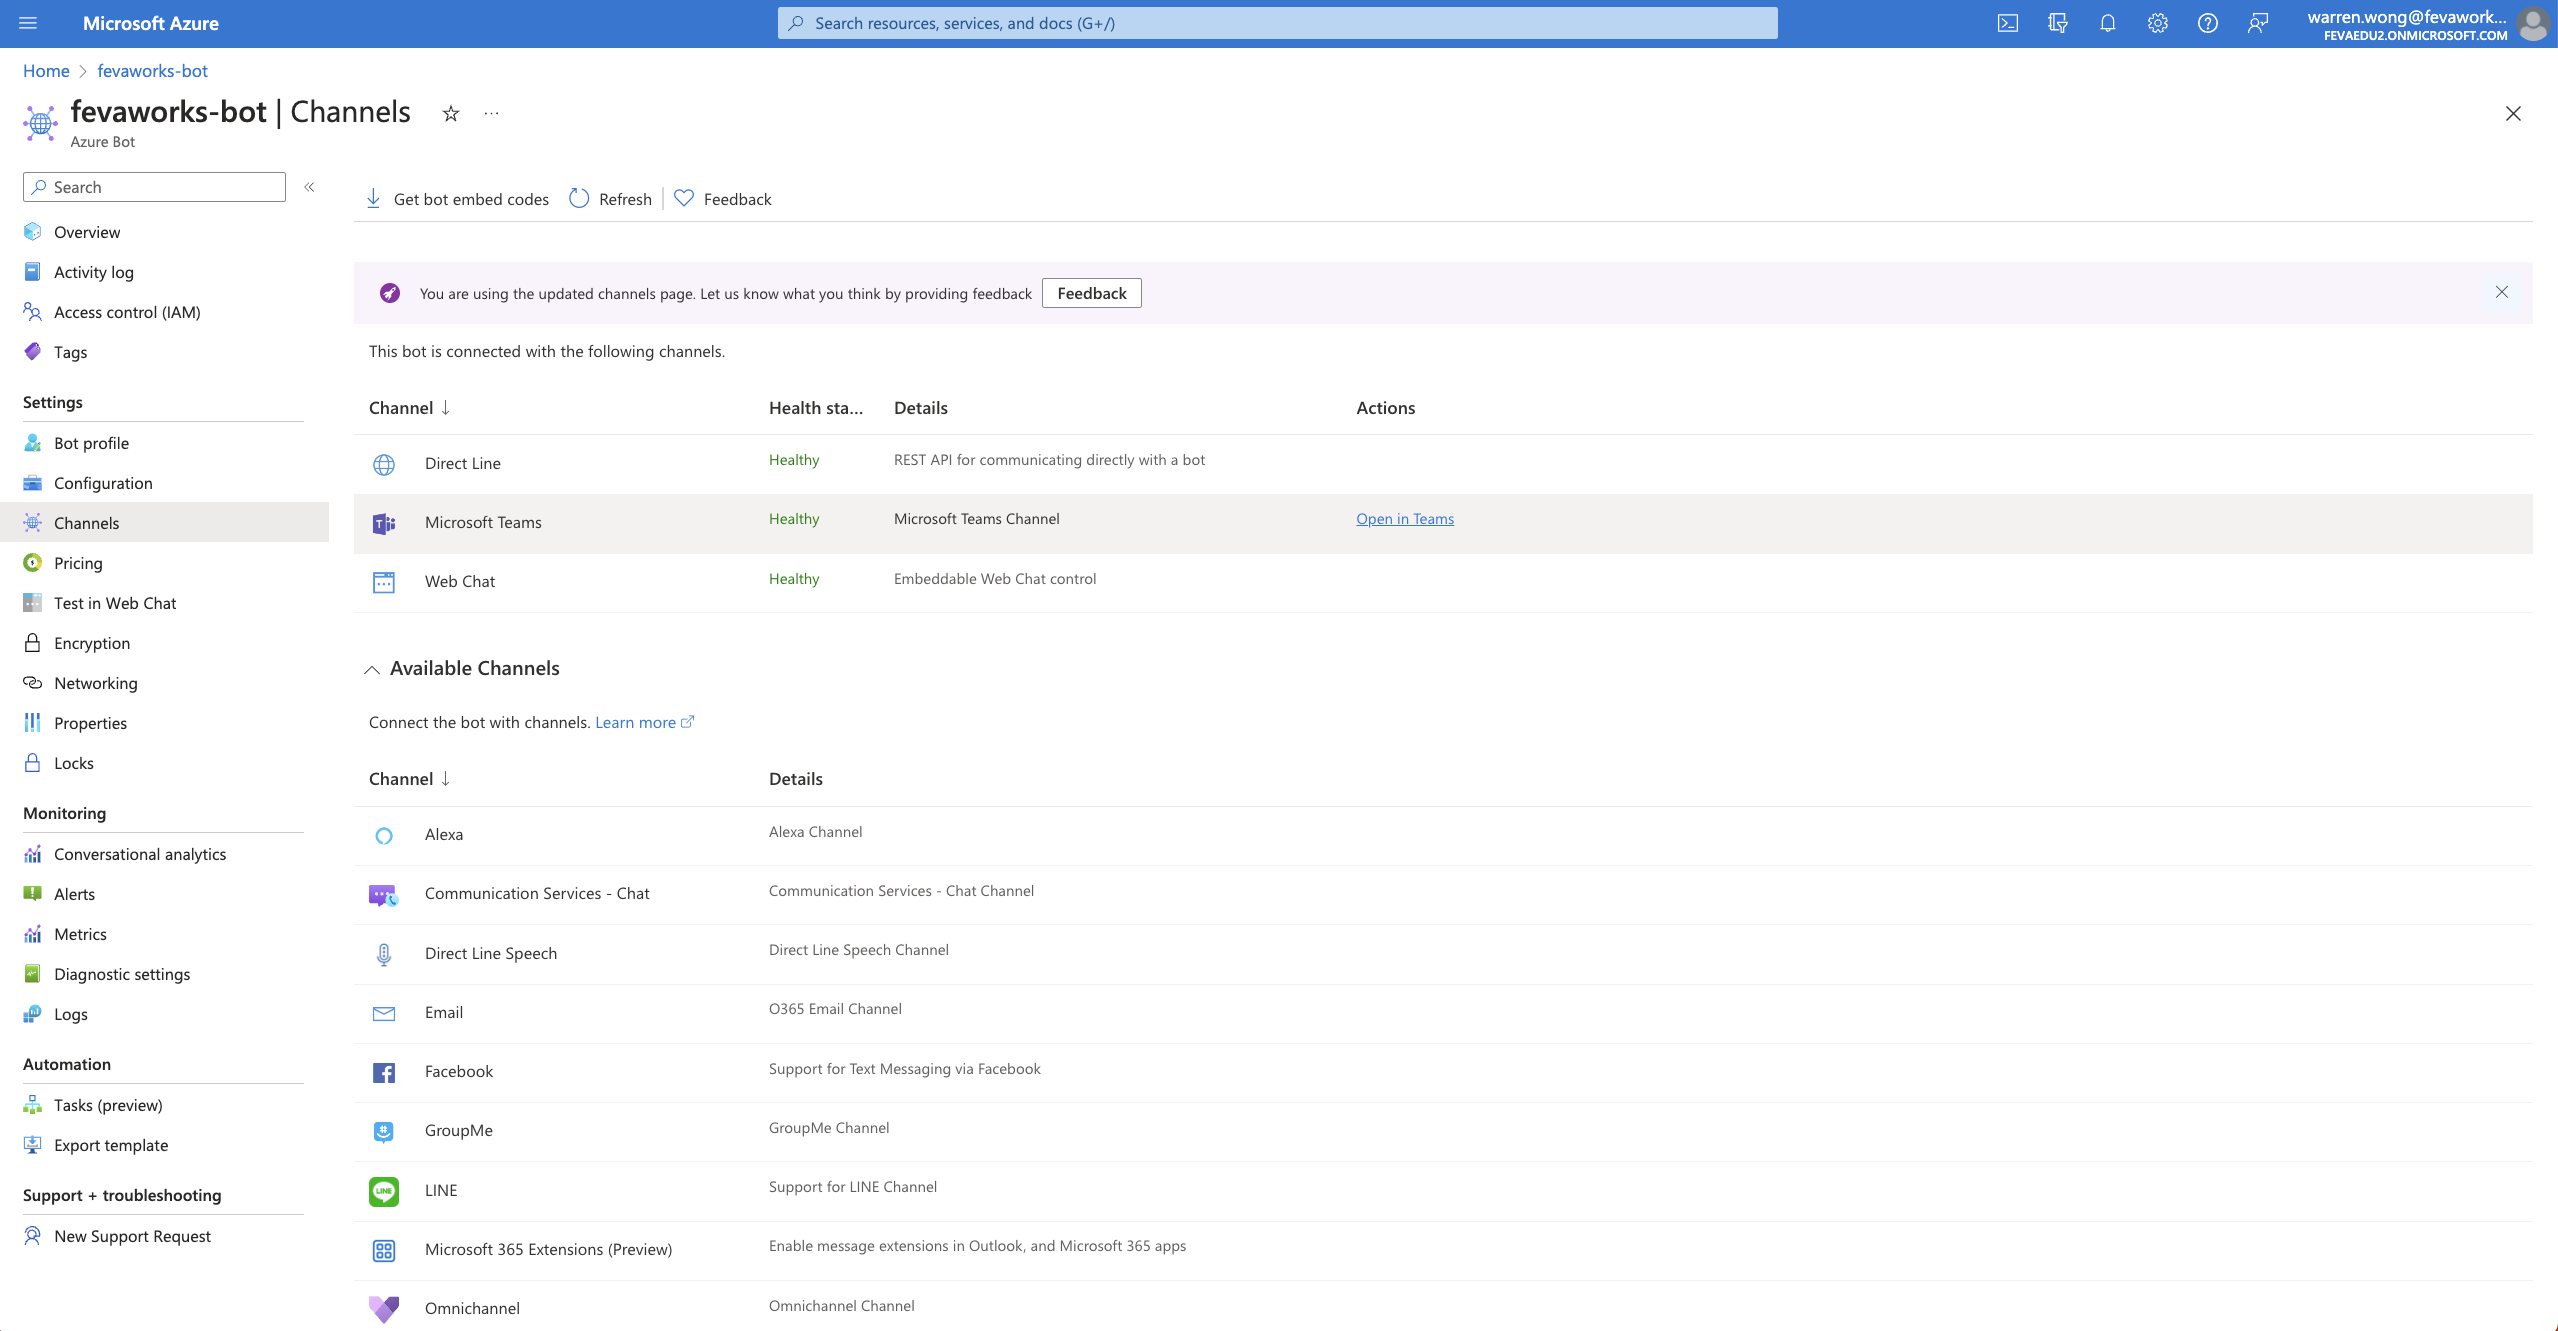 Microsoft Azure
Search resources, services, and docs (G+/)
warren.wong@fevawork...
FEVAEDU2.ONMICROSOFT.COM
Home
fevaworks-bot
fevaworks-bot | Channels
...
Azure Bot
Search
Get bot embed codes
Refresh
Feedback
Overview
Activity log
Access control (IAM)
Tags
Settings
Bot profile
Configuration
Channels
Pricing
Test in Web Chat
Encryption
Networking
Properties
Locks
Monitoring
Conversational analytics
Alerts
Metrics
Diagnostic settings
Logs
Automation
Tasks (preview)
Export template
Support + troubleshooting
New Support Request
You are using the updated channels page. Let us know what you think by providing feedback
Feedback
This bot is connected with the following channels.
Channel Health sta... Details Actions
Direct Line Healthy REST API for communicating directly with a bot
Microsoft Teams Healthy Microsoft Teams Channel Open in Teams
Web Chat Healthy Embeddable Web Chat control
Available Channels
Connect the bot with channels. Learn more
Channel Details
Alexa Alexa Channel
Communication Services - Chat Communication Services - Chat Channel
Direct Line Speech Direct Line Speech Channel
Email O365 Email Channel
Facebook Support for Text Messaging via Facebook
GroupMe GroupMe Channel
LINE LINE Support for LINE Channel
Microsoft 365 Extensions (Preview) Enable message extensions in Outlook, and Microsoft 365 apps
Omnichannel Omnichannel Channel